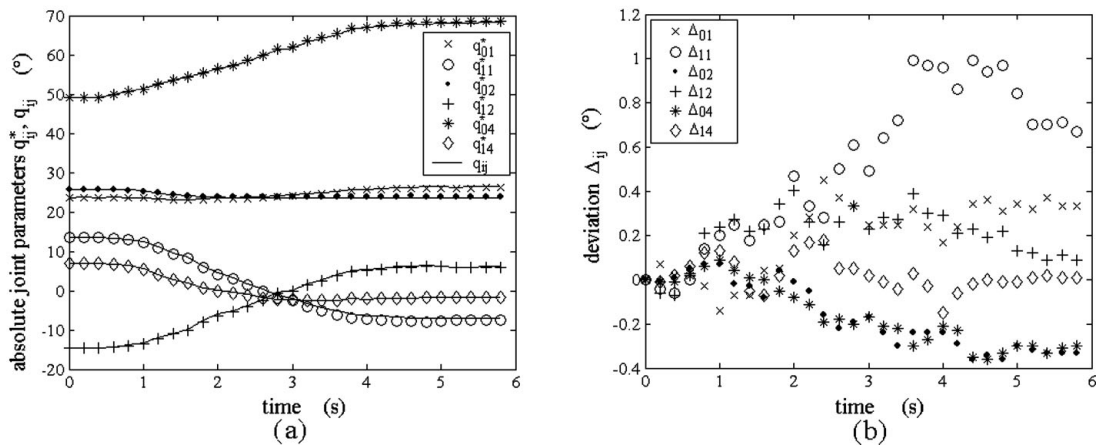 absolute joint parameters q*ij, qij (°)
70
60
50
40
30
20
10
0
-10
-20
0 1 2 3 4 5 6
time (s)
(a)
q*01
q*11
q*02
q*12
q*04
q*14
qij
deviation Δij (°)
1.2
1
0.8
0.6
0.4
0.2
0
-0.2
-0.4
0 1 2 3 4 5 6
time (s)
(b)
Δ01
Δ11
Δ02
Δ12
Δ04
Δ14